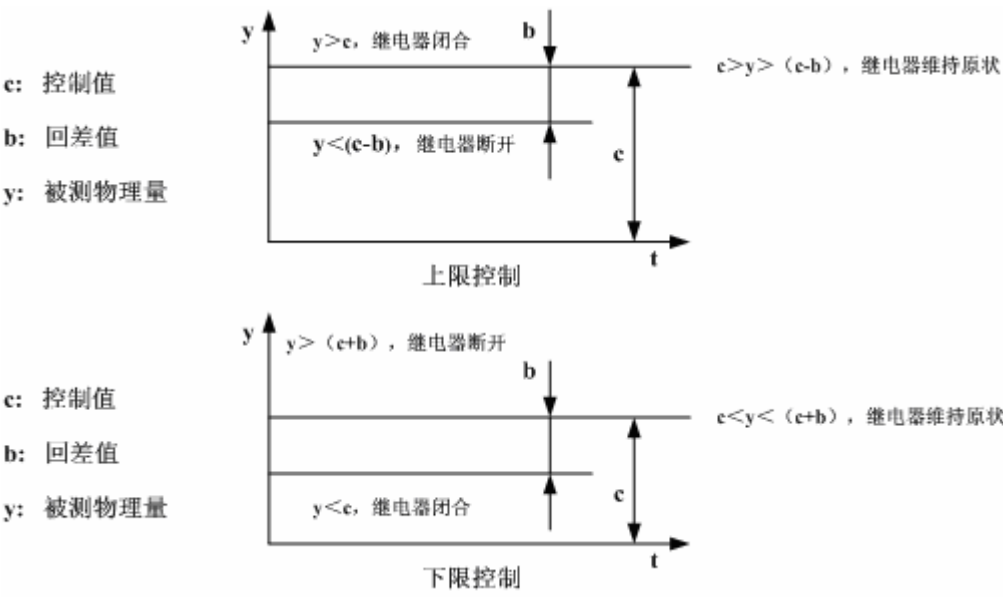 y
y>c，继电器闭合
b
c>y>（c-b），继电器维持原状
c：控制值
b：回差值
y<(c-b)，继电器断开
c
y：被测物理量
t
上限控制
y
y>（c+b），继电器断开
b
c：控制值
c<y<（c+b），继电器维持原状
b：回差值
c
y：被测物理量
y<c，继电器闭合
t
下限控制